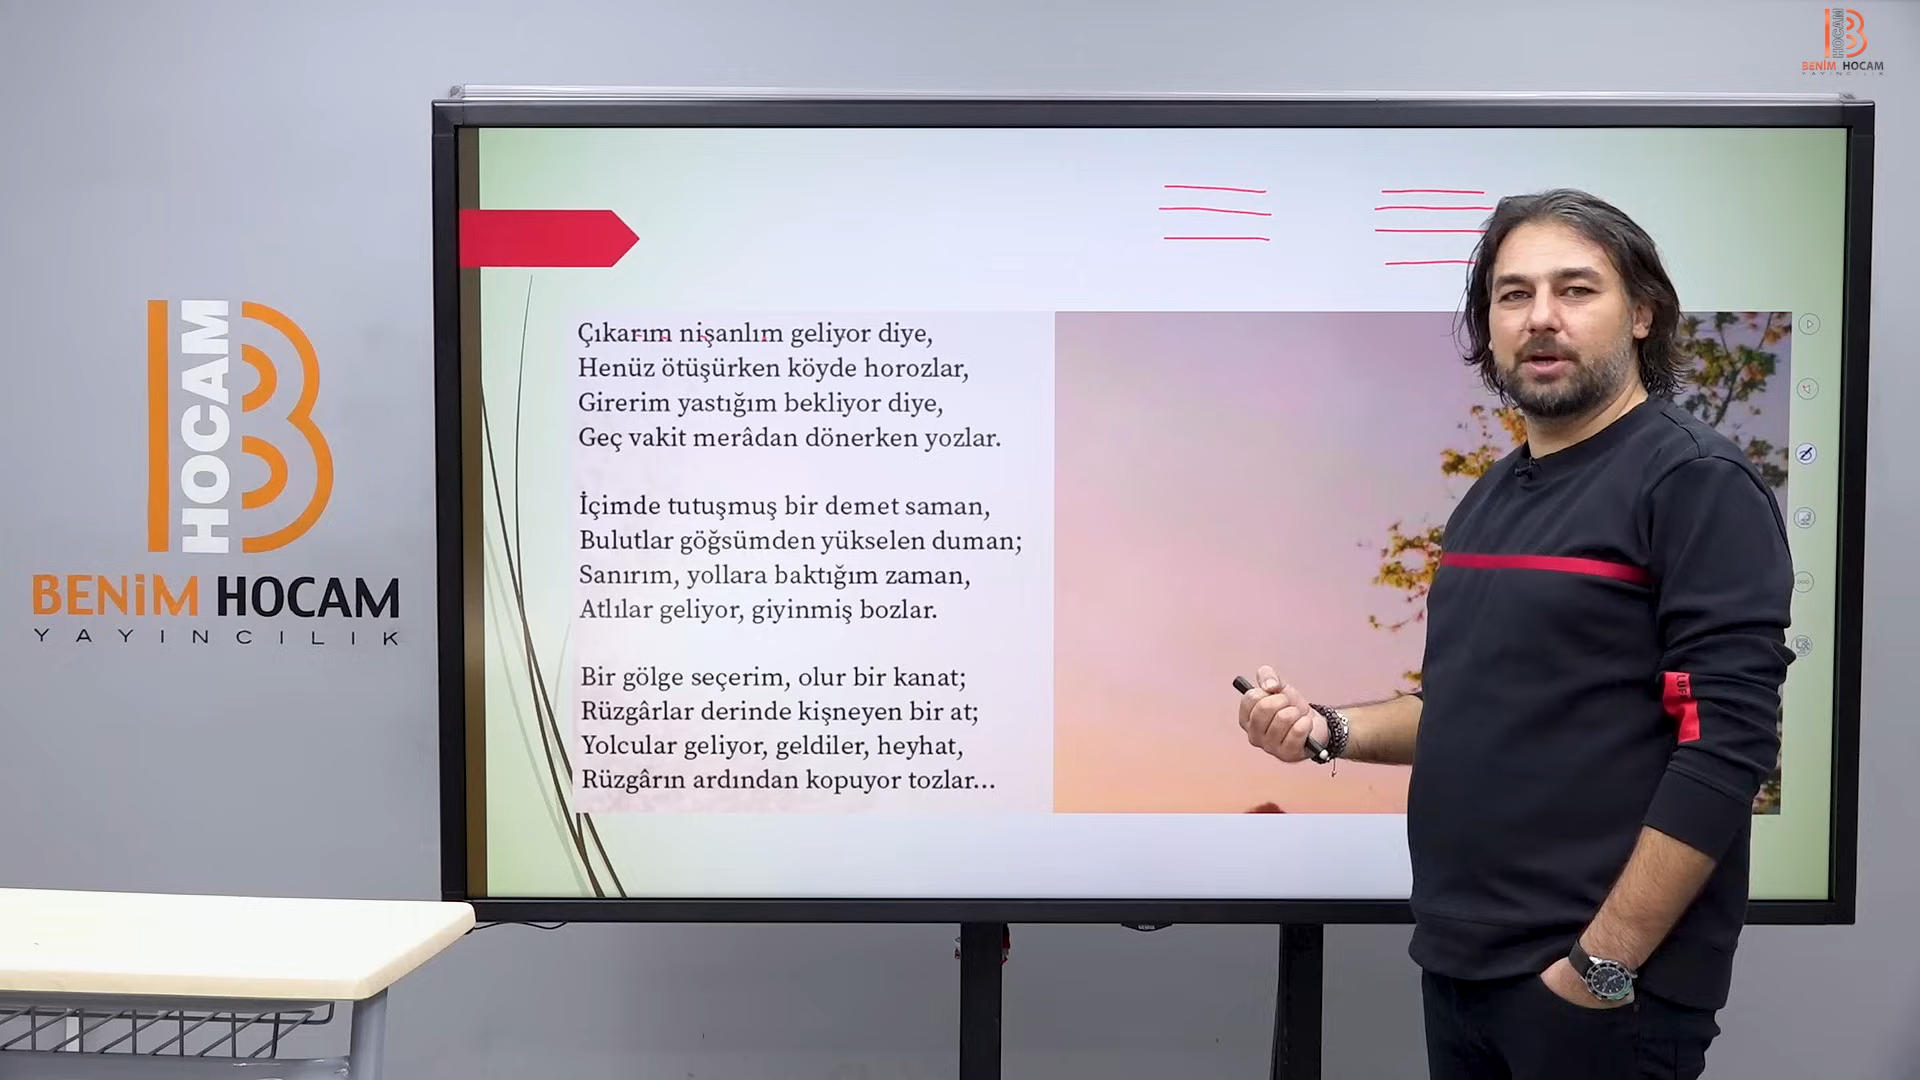 B HOCAM
BENİM HOCAM
YAYINCILIK
Çıkarım nişanlım geliyor diye,
Henüz ötüşürken köyde horozlar,
Girerim yastığım bekliyor diye,
Geç vakit merâdan dönerken yozlar.
İçimde tutuşmuş bir demet saman,
Bulutlar göğsümden yükselen duman;
Sanırım, yollara baktığım zaman,
Atlılar geliyor, giyinmiş bozlar.
Bir gölge seçerim, olur bir kanat;
Rüzgârlar derinde kişneyen bir at;
Yolcular geliyor, geldiler, heyhat,
Rüzgârın ardından kopuyor tozlar...
B HOCAM
BENİM HOCAM
YAYINCILIK